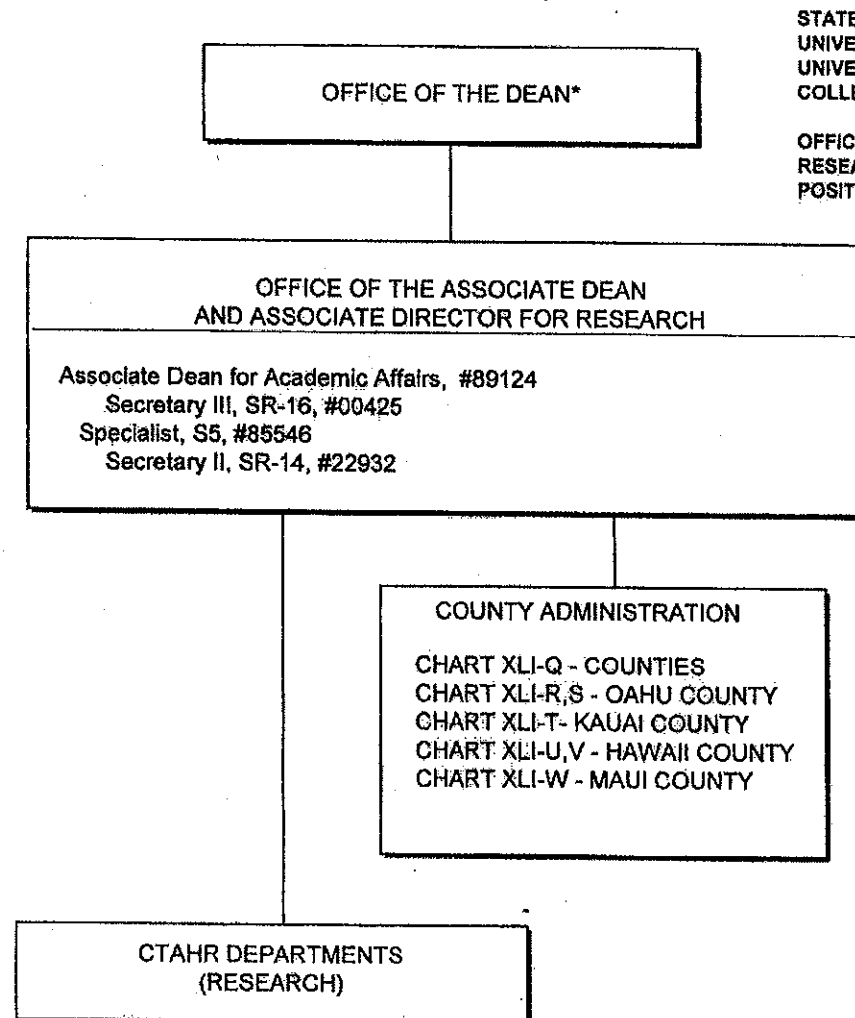 STATE
UNIVE
UNIVE
COLLE
OFFIC
RESEA
POSIT
OFFICE OF THE DEAN*
OFFICE OF THE ASSOCIATE DEAN
AND ASSOCIATE DIRECTOR FOR RESEARCH
Associate Dean for Academic Affairs, #89124
Secretary III, SR-16, #00425
Specialist, S5, #85546
Secretary II, SR-14, #22932
COUNTY ADMINISTRATION
CHART XLI-Q - COUNTIES
CHART XLI-R,S - OAHU COUNTY
CHART XLI-T- KAUAI COUNTY
CHART XLI-U,V - HAWAII COUNTY
CHART XLI-W - MAUI COUNTY
CTAHR DEPARTMENTS
(RESEARCH)